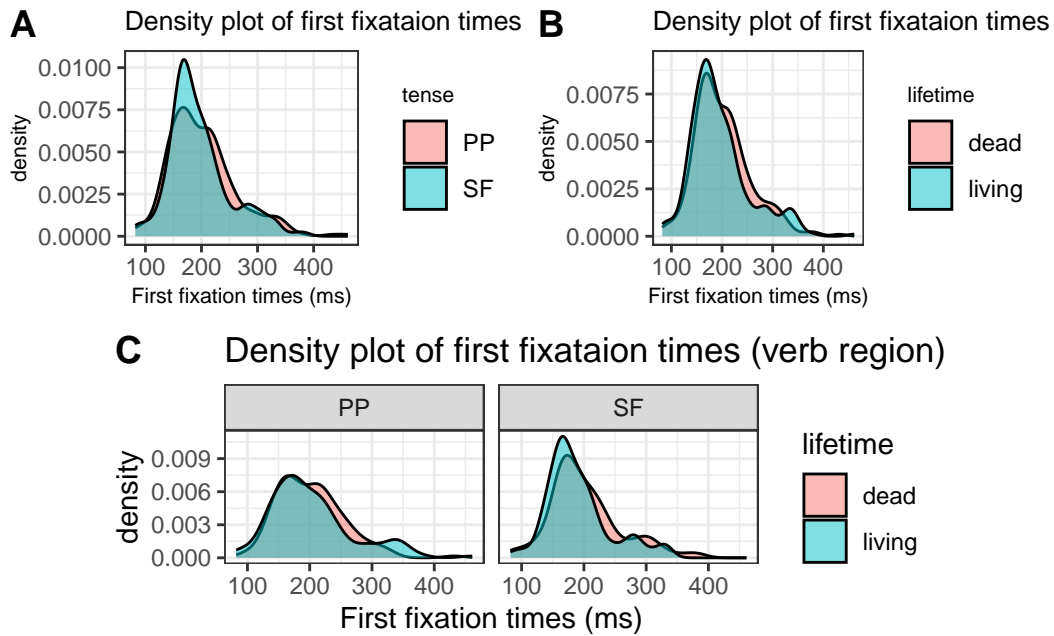 A
Density plot of first fixataion times
0.0100
0.0075
0.0050
0.0025
0.0000
density
100 200 300 400
First fixation times (ms)
tense
PP
SF
B
Density plot of first fixataion times
0.0075
0.0050
0.0025
0.0000
density
100 200 300 400
First fixation times (ms)
lifetime
dead
living
C
Density plot of first fixataion times (verb region)
PP
SF
0.009
0.006
0.003
0.000
density
100 200 300 400
100 200 300 400
First fixation times (ms)
lifetime
dead
living